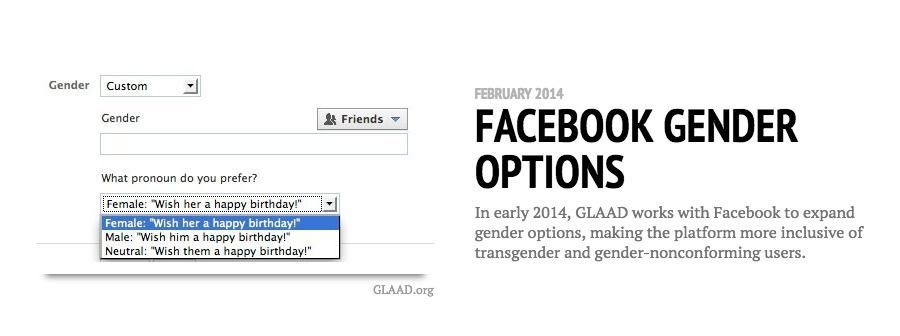 Gender Custom
Gender Friends
What pronoun do you prefer?
Female: "Wish her a happy birthday!"
Female: "Wish her a happy birthday!"
Male: "Wish him a happy birthday!"
Neutral: "Wish them a happy birthday!"
GLAAD.org
FEBRUARY 2014
FACEBOOK GENDER
OPTIONS
In early 2014, GLAAD works with Facebook to expand
gender options, making the platform more inclusive of
transgender and gender-nonconforming users.